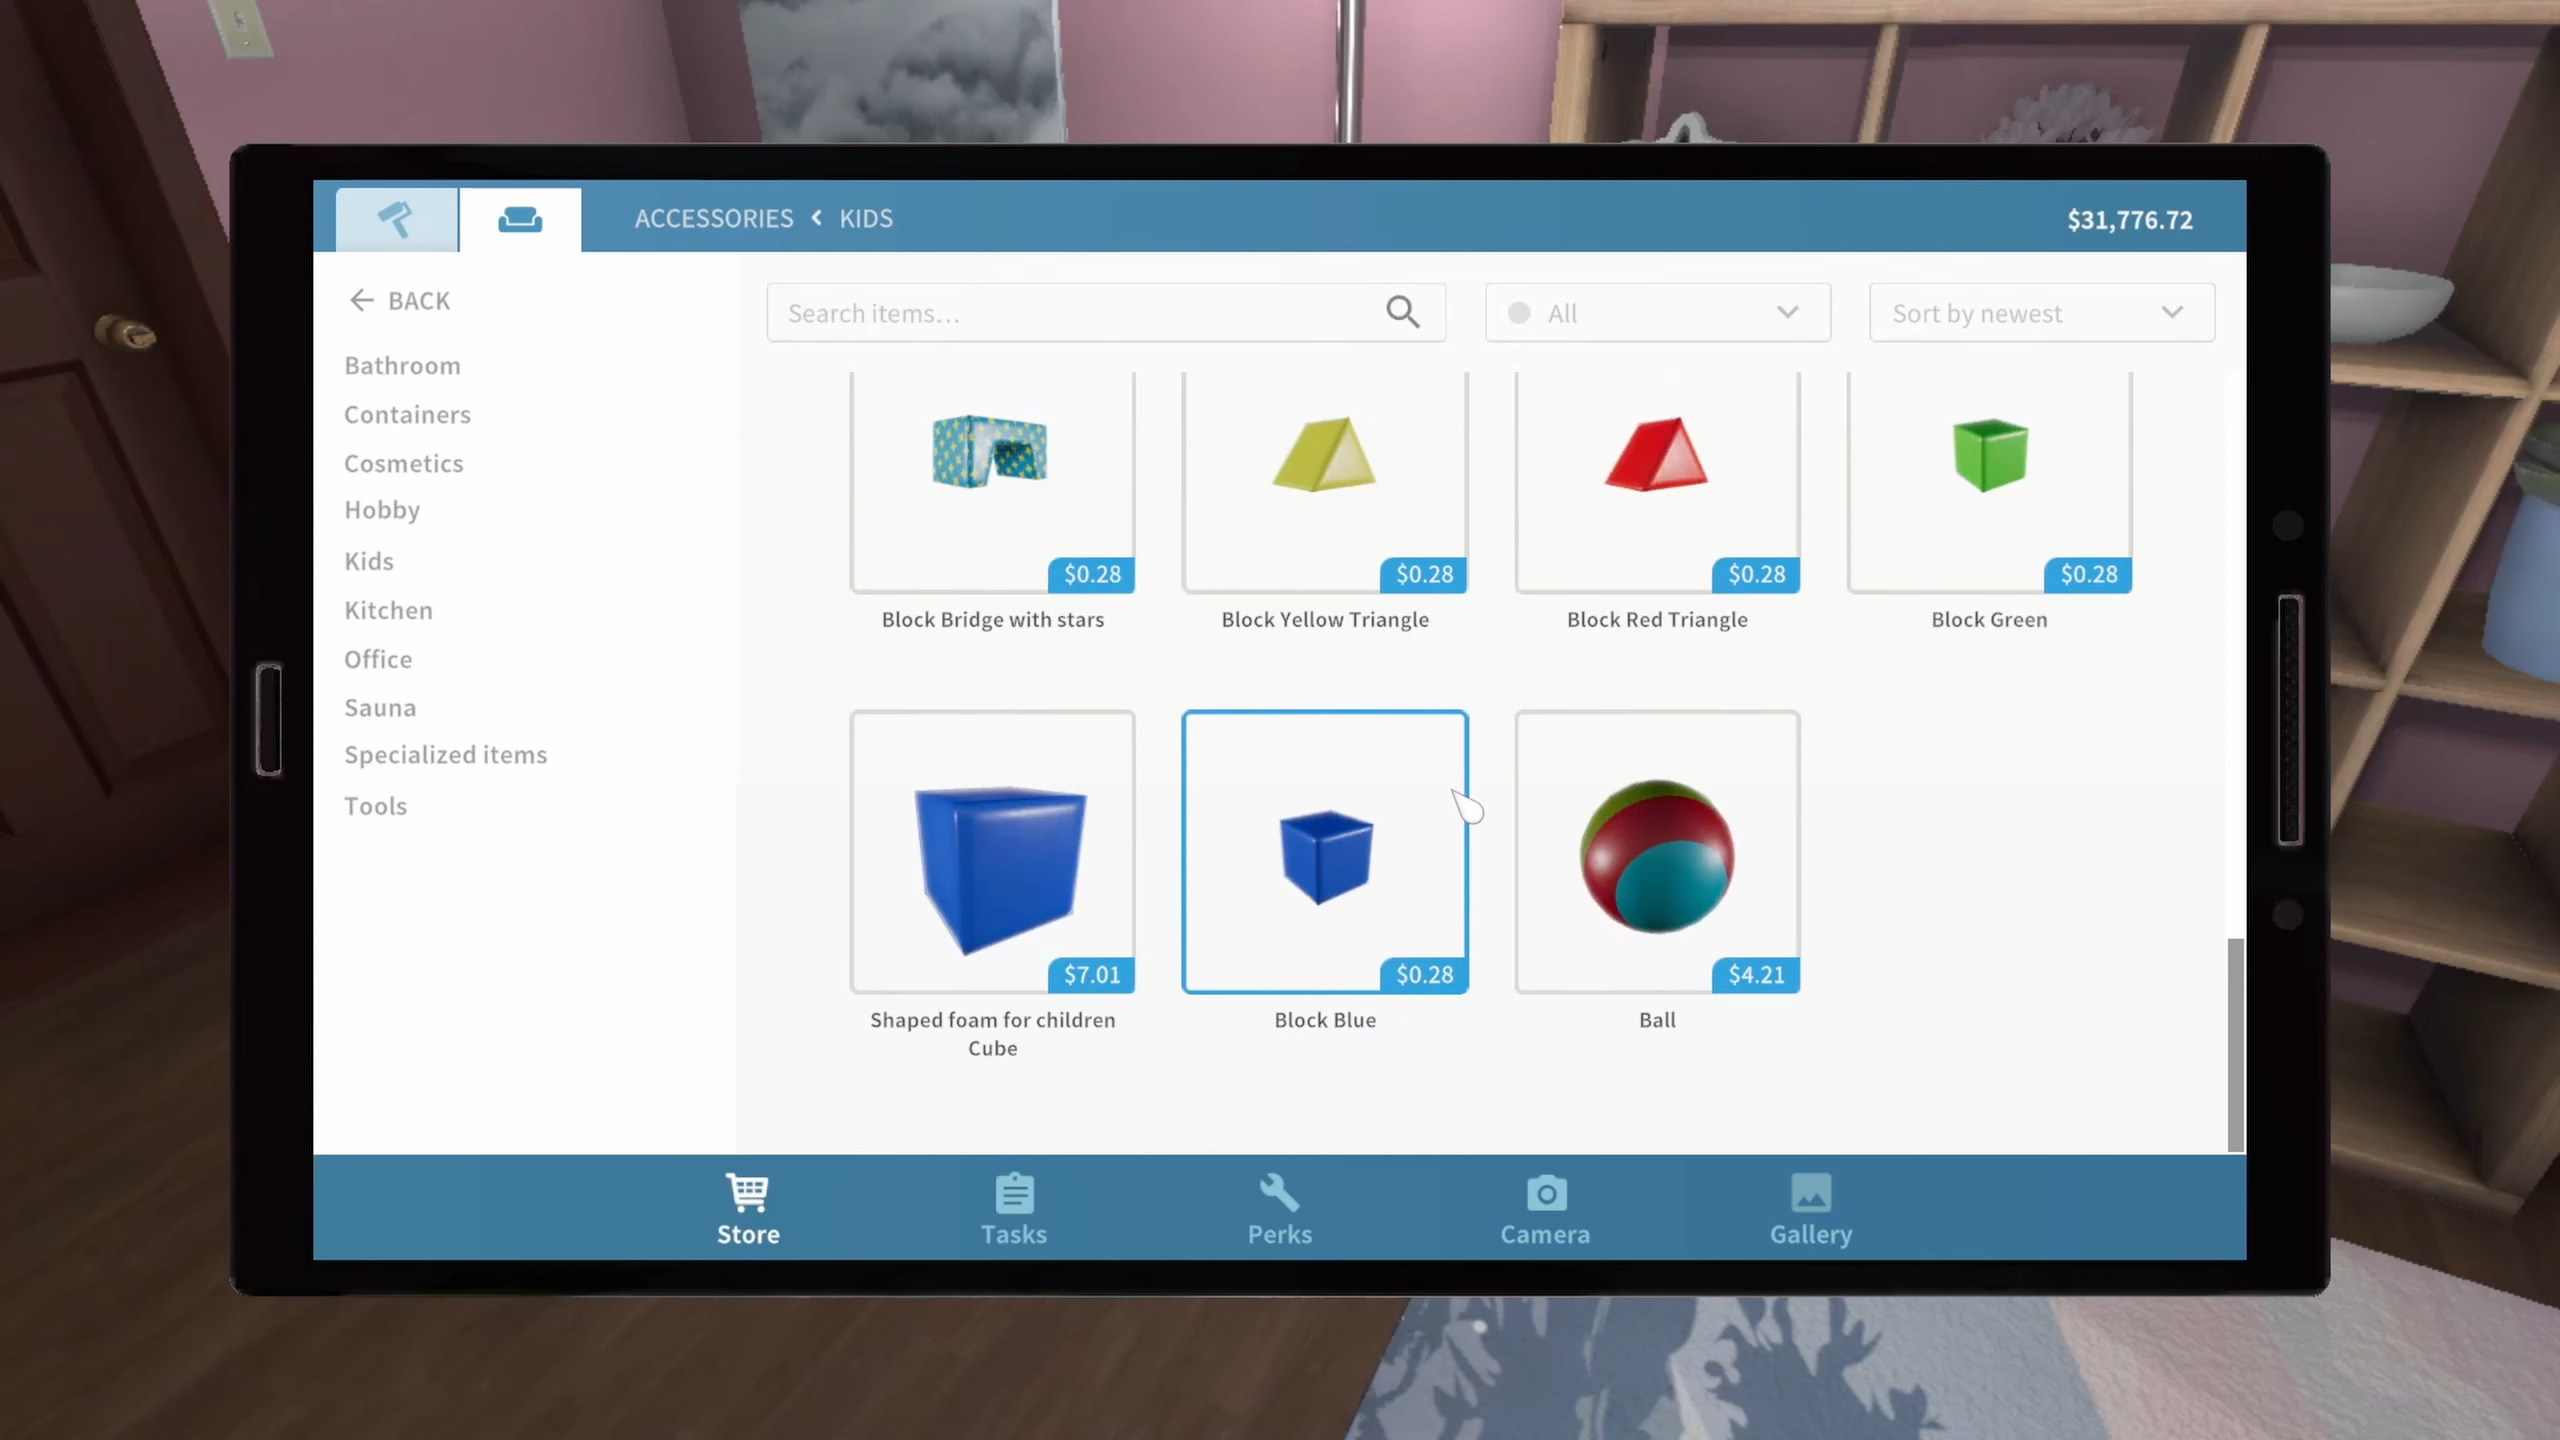 ACCESSORIES < KIDS
$31,776.72
BACK
Search items...
All
Sort by newest
Bathroom
Containers
Cosmetics
Hobby
Kids
Kitchen
Office
Sauna
Specialized items
Tools
$0.28
$0.28
$0.28
$0.28
Block Bridge with stars
Block Yellow Triangle
Block Red Triangle
Block Green
$7.01
$0.28
$4.21
Shaped foam for children
Cube
Block Blue
Ball
Store
Tasks
Perks
Camera
Gallery